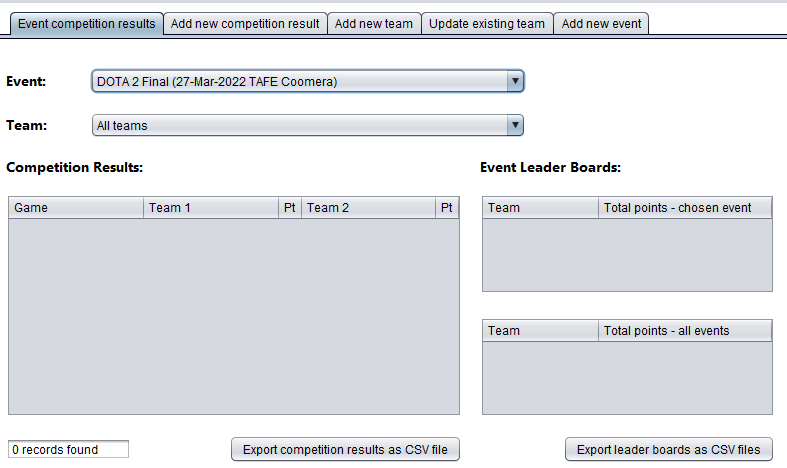 Event competition results Add new competition result Add new team Update existing team Add new event
Event: DOTA 2 Final (27-Mar-2022 TAFE Coomera)
Team: All teams
Competition Results: Event Leader Boards:
Game Team 1 Pt Team 2 Pt Team Total points - chosen event
Team Total points - all events
0 records found Export competition results as CSV file Export leader boards as CSV files